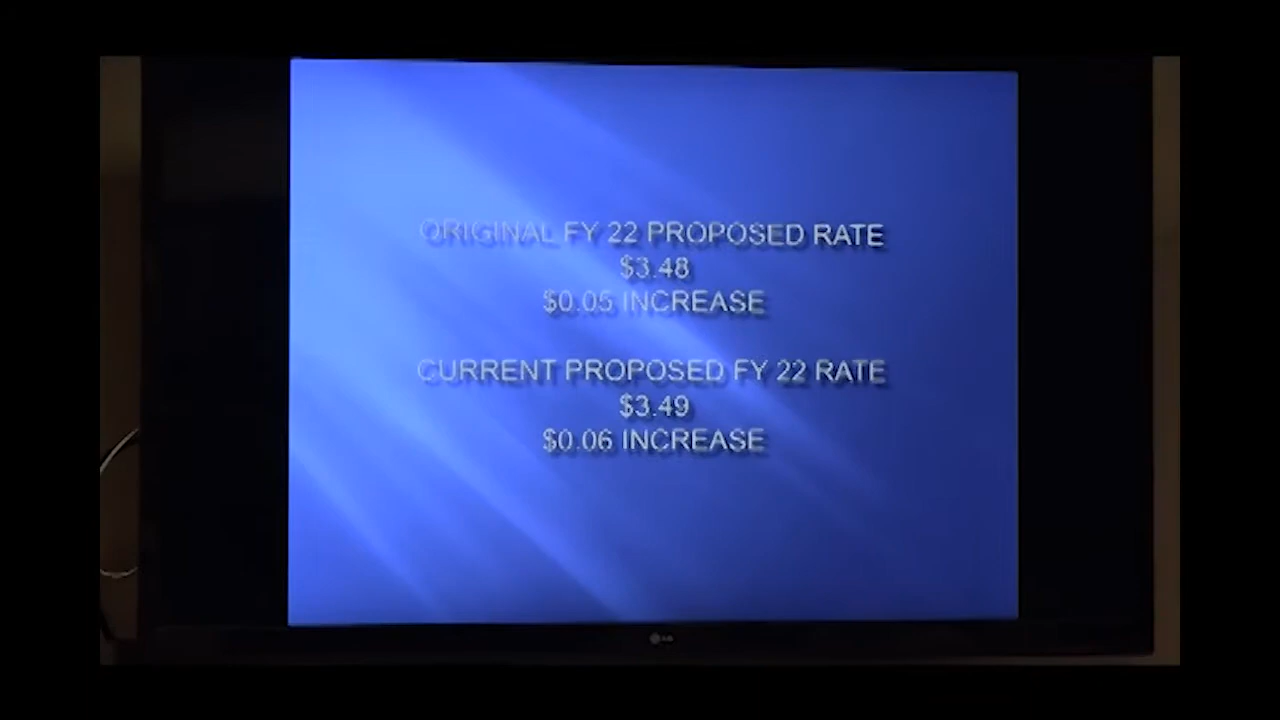 ORIGINAL FY 22 PROPOSED RATE
$3.48
$0.05 INCREASE
CURRENT PROPOSED FY 22 RATE
$3.49
$0.06 INCREASE
LG